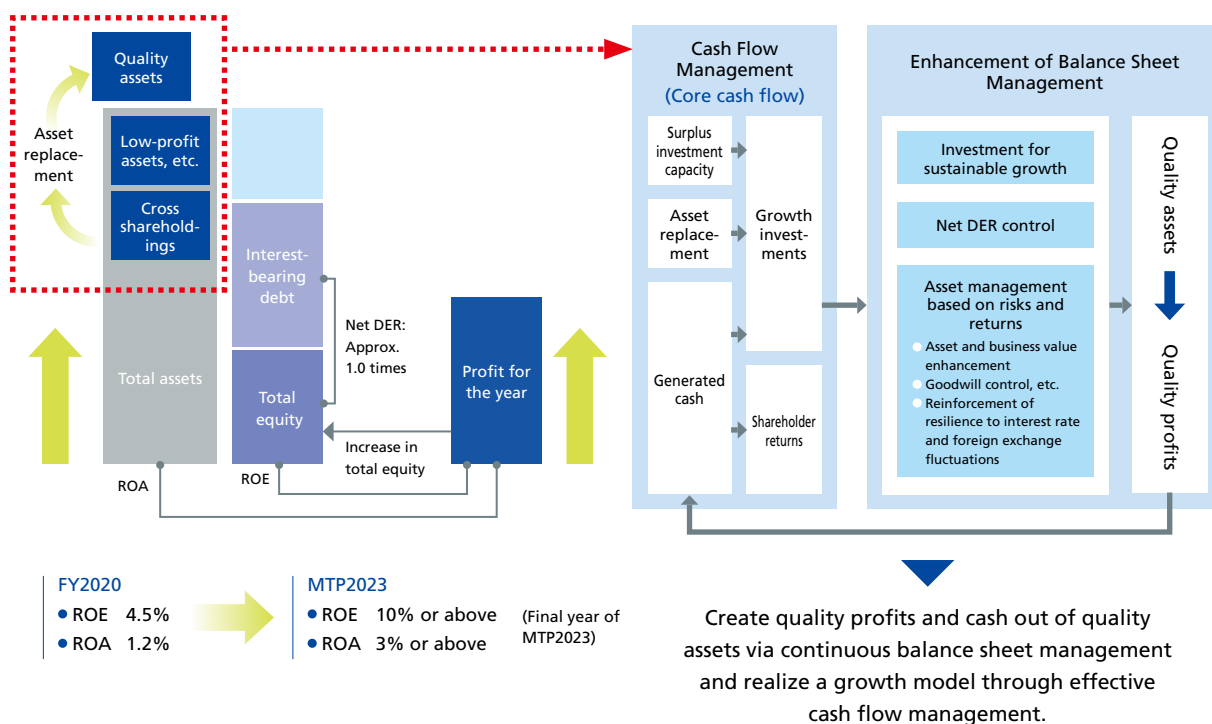 Quality
assets
Asset
replace-
ment
Low-profit
assets, etc.
Cross
sharehold-
ings
Total assets
Interest-
bearing
debt
Total
equity
Net DER:
Approx.
1.0 times
Profit for
the year
Increase in
total equity
ROA
ROE
Cash Flow
Management
(Core cash flow)
Surplus
investment
capacity
Asset
replace-
ment
Generated
cash
Growth
invest-
ments
Shareholder
returns
Enhancement of Balance Sheet
Management
Investment for
sustainable growth
Net DER control
Asset management
based on risks and
returns
● Asset and business value
enhancement
● Goodwill control, etc.
● Reinforcement of
resilience to interest rate
and foreign exchange
fluctuations
Quality assets
Quality profits
FY2020
● ROE 4.5%
● ROA 1.2%
MTP2023
● ROE 10% or above
● ROA 3% or above
(Final year of
MTP2023)
Create quality profits and cash out of quality
assets via continuous balance sheet management
and realize a growth model through effective
cash flow management.